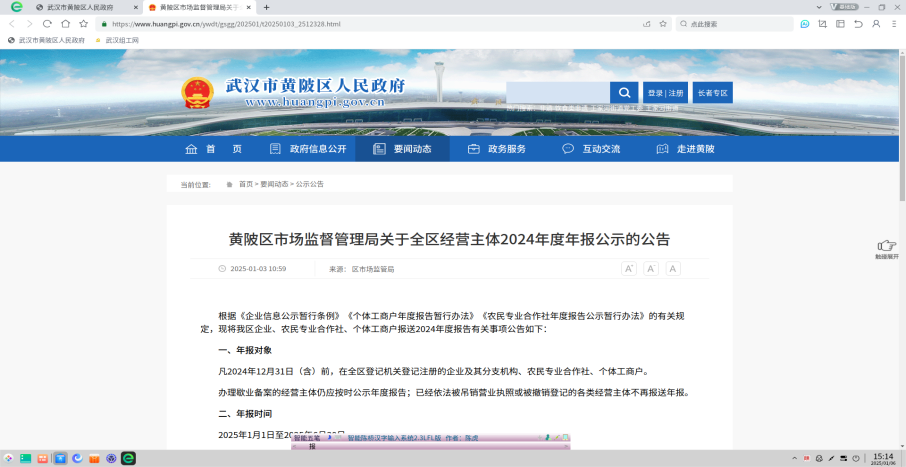 武汉市黄陂区人民政府
黄陂区市场监督管理局关于
https://www.huangpi.gov.cn/ywdt/gsgg/202501/t20250103_2512328.html
点此搜索
武汉市黄陂区人民政府
武汉组工网
武汉市黄陂区人民政府
www.huangpi.gov.cn
登录 | 注册
长者专区
首 页
政府信息公开
要闻动态
政务服务
互动交流
走进黄陂
当前位置:
首页 > 要闻动态 > 公示公告
黄陂区市场监督管理局关于全区经营主体2024年度年报公示的公告
2025-01-03 10:59
来源: 区市场监管局
A+ A- A
触碰展开
根据《企业信息公示暂行条例》《个体工商户年度报告暂行办法》《农民专业合作社年度报告公示暂行办法》的有关规
定，现将我区企业、农民专业合作社、个体工商户报送2024年度报告有关事项公告如下：
一、年报对象
凡2024年12月31日（含）前，在全区登记机关登记注册的企业及其分支机构、农民专业合作社、个体工商户。
办理歇业备案的经营主体仍应按时公示年度报告；已经依法被吊销营业执照或被撤销登记的各类经营主体不再报送年报。
二、年报时间
2025年1月1日至
智能五笔
智能陈桥汉字输入系统2.3LFL版 作者: 陈虎
报
15:14
2025/01/06